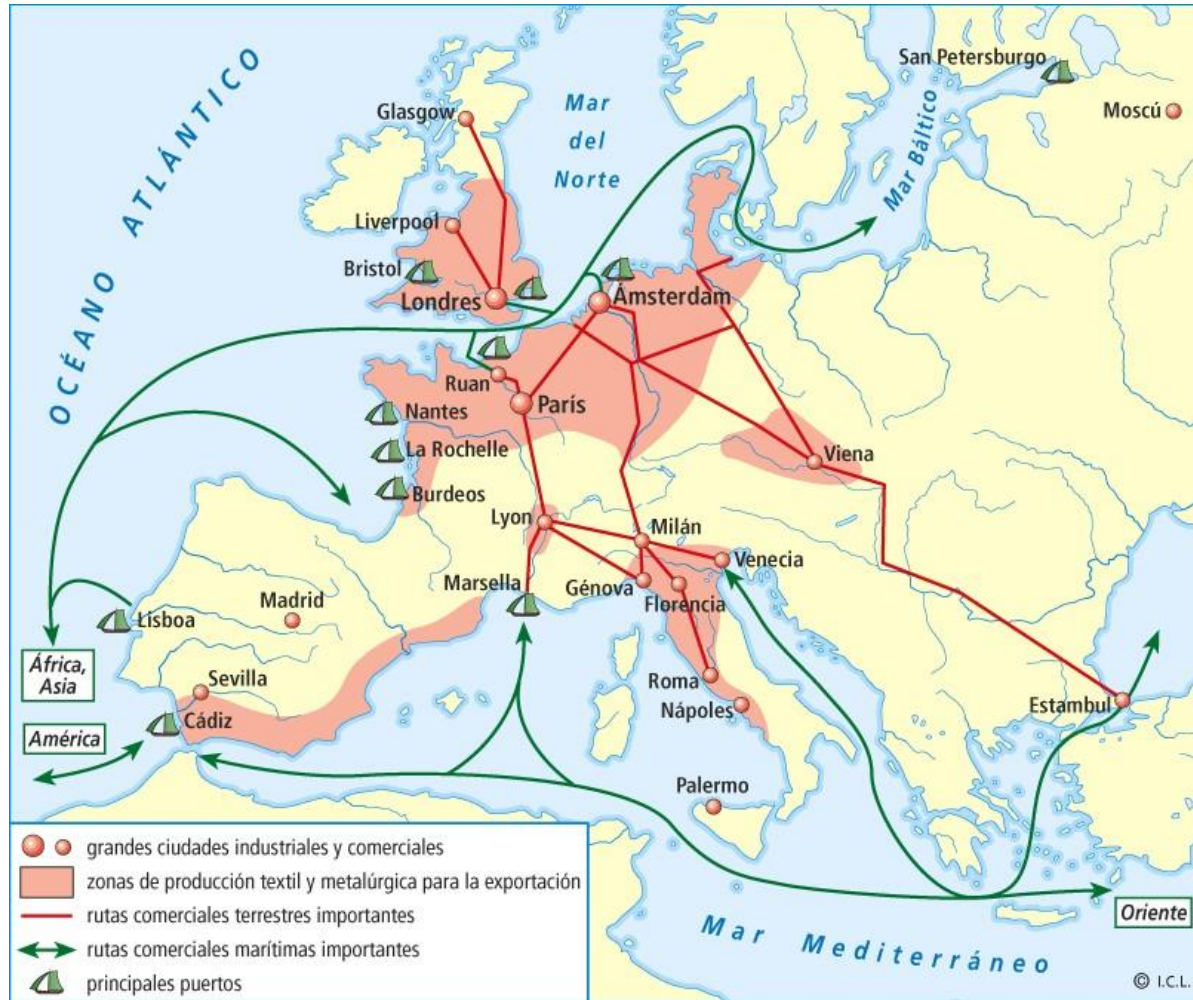 San Petersburgo
Moscú
Mar Báltico
OCÉANO ATLÁNTICO
Mar
del
Norte
Glasgow
Liverpool
Bristol
Londres
Ámsterdam
Ruan
París
Nantes
La Rochelle
Burdeos
Viena
Lyon
Milán
Venecia
Génova
Florencia
Marsella
Madrid
Lisboa
África,
Asia
Sevilla
Cádiz
América
Roma
Nápoles
Estambul
Palermo
grandes ciudades industriales y comerciales
zonas de producción textil y metalúrgica para la exportación
rutas comerciales terrestres importantes
rutas comerciales marítimas importantes
principales puertos
Oriente
Mar Mediterráneo
© I.C.L.